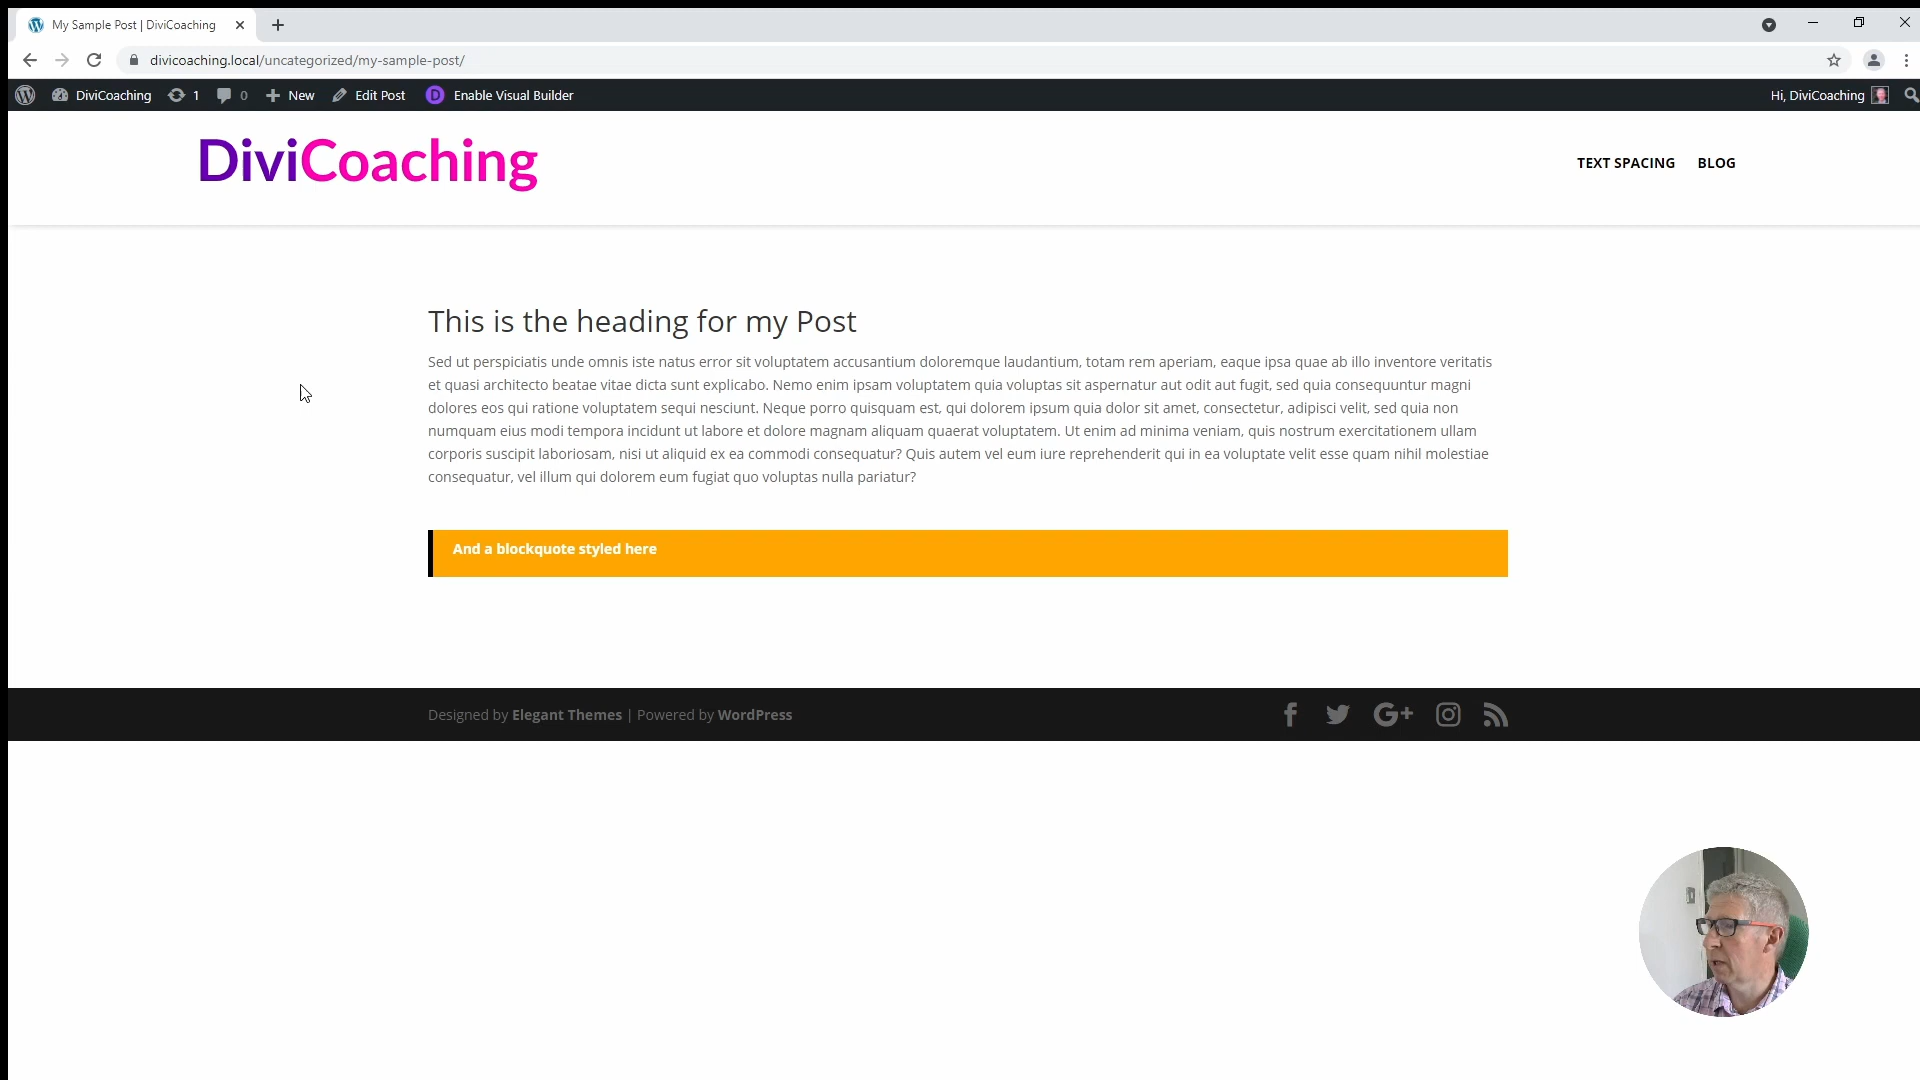 My Sample Post | DiviCoaching
divicoaching.local/uncategorized/my-sample-post/
DiviCoaching 1 0 New Edit Post D Enable Visual Builder Hi, DiviCoaching
DiviCoaching
TEXT SPACING BLOG
This is the heading for my Post
Sed ut perspiciatis unde omnis iste natus error sit voluptatem accusantium doloremque laudantium, totam rem aperiam, eaque ipsa quae ab illo inventore veritatis
et quasi architecto beatae vitae dicta sunt explicabo. Nemo enim ipsam voluptatem quia voluptas sit aspernatur aut odit aut fugit, sed quia consequuntur magni
dolores eos qui ratione voluptatem sequi nesciunt. Neque porro quisquam est, qui dolorem ipsum quia dolor sit amet, consectetur, adipisci velit, sed quia non
numquam eius modi tempora incidunt ut labore et dolore magnam aliquam quaerat voluptatem. Ut enim ad minima veniam, quis nostrum exercitationem ullam
corporis suscipit laboriosam, nisi ut aliquid ex ea commodi consequatur? Quis autem vel eum iure reprehenderit qui in ea voluptate velit esse quam nihil molestiae
consequatur, vel illum qui dolorem eum fugiat quo voluptas nulla pariatur?
And a blockquote styled here
Designed by Elegant Themes | Powered by WordPress